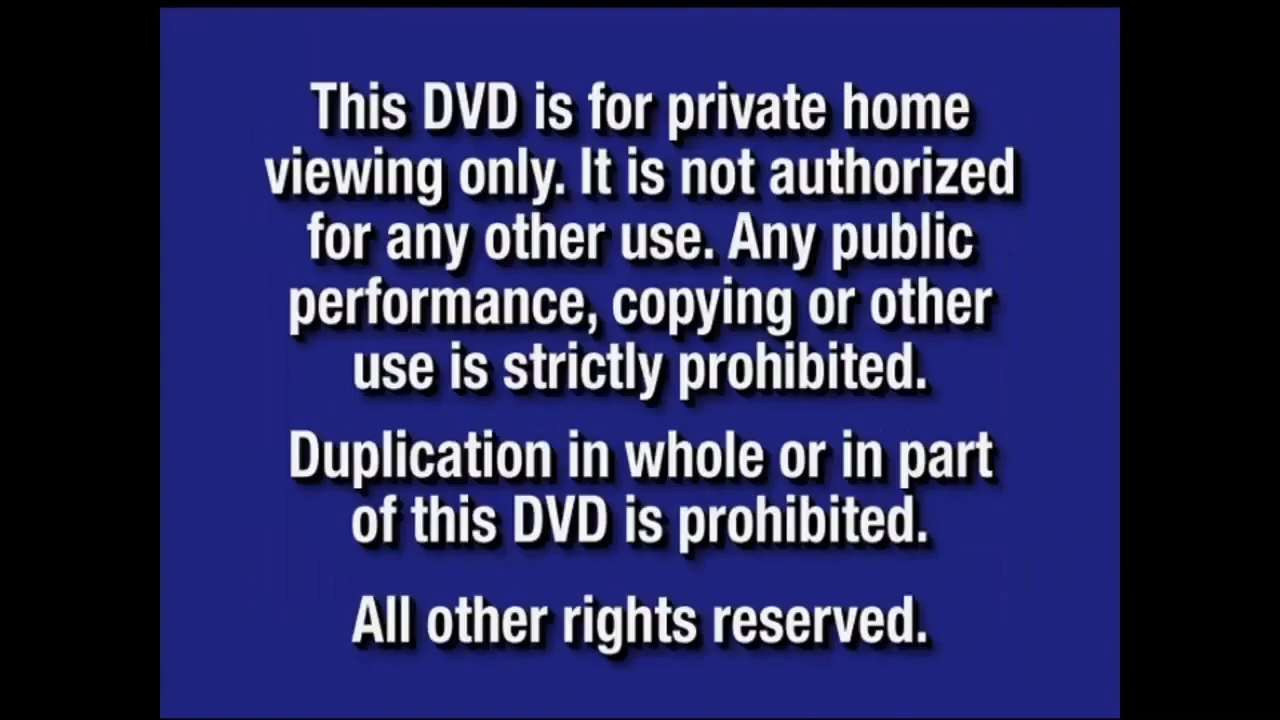 This DVD is for private home
viewing only. It is not authorized
for any other use. Any public
performance, copying or other
use is strictly prohibited.
Duplication in whole or in part
of this DVD is prohibited.
All other rights reserved.